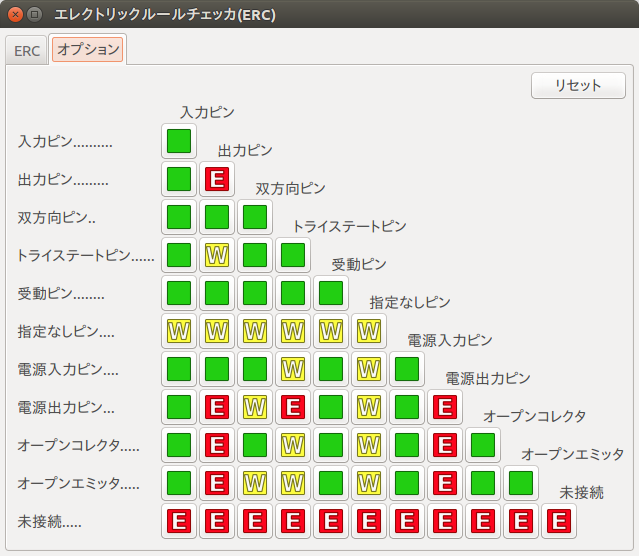 エレクトリックルールチェッカ(ERC)
ERC オプション
リセット
入力ピン
入力ピン..........
出力ピン
出力ピン......... E
双方向ピン
双方向ピン..
トライステートピン
トライステートピン...... W
受動ピン
受動ピン........
指定なしピン
指定なしピン.... W W W W W W
電源入力ピン
電源入力ピン.... W W
電源出力ピン
電源出力ピン... E W E W E
オープンコレクタ
オープンコレクタ..... E W W E
オープンエミッタ
オープンエミッタ..... E W W W E
未接続
未接続..... E E E E E E E E E E E